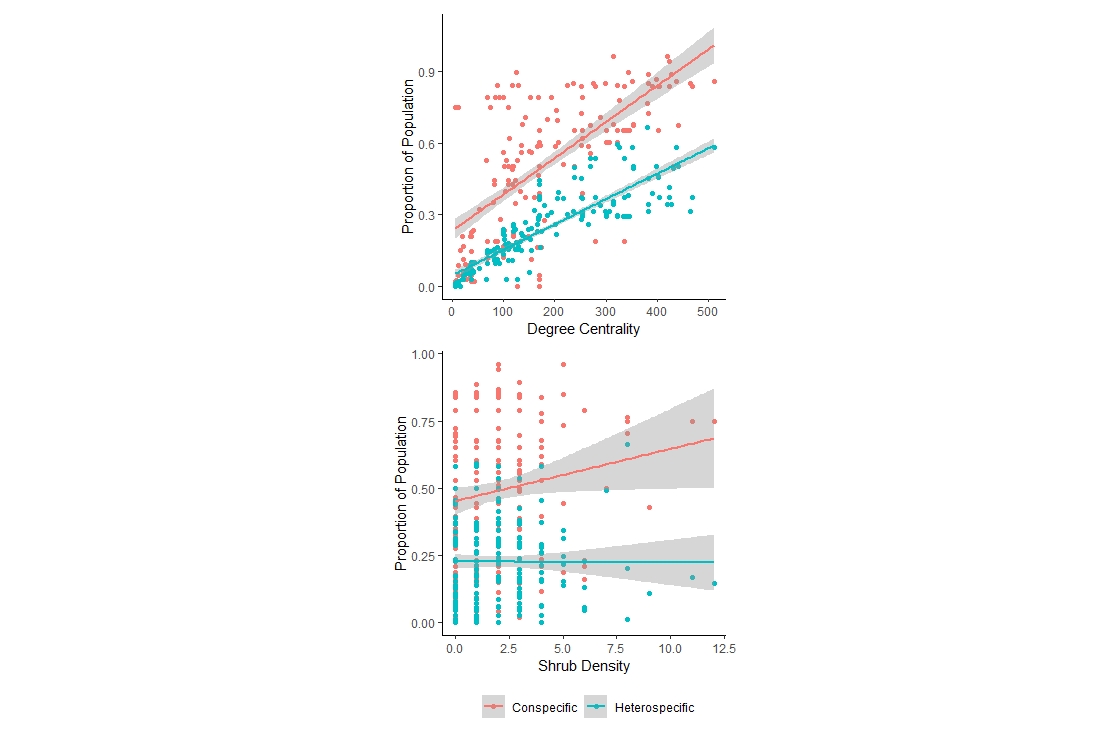 Proportion of Population
0.9
0.6
0.3
0.0
0 100 200 300 400 500
Degree Centrality
Proportion of Population
1.00
0.75
0.50
0.25
0.00
0.0 2.5 5.0 7.5 10.0 12.5
Shrub Density
Conspecific Heterospecific